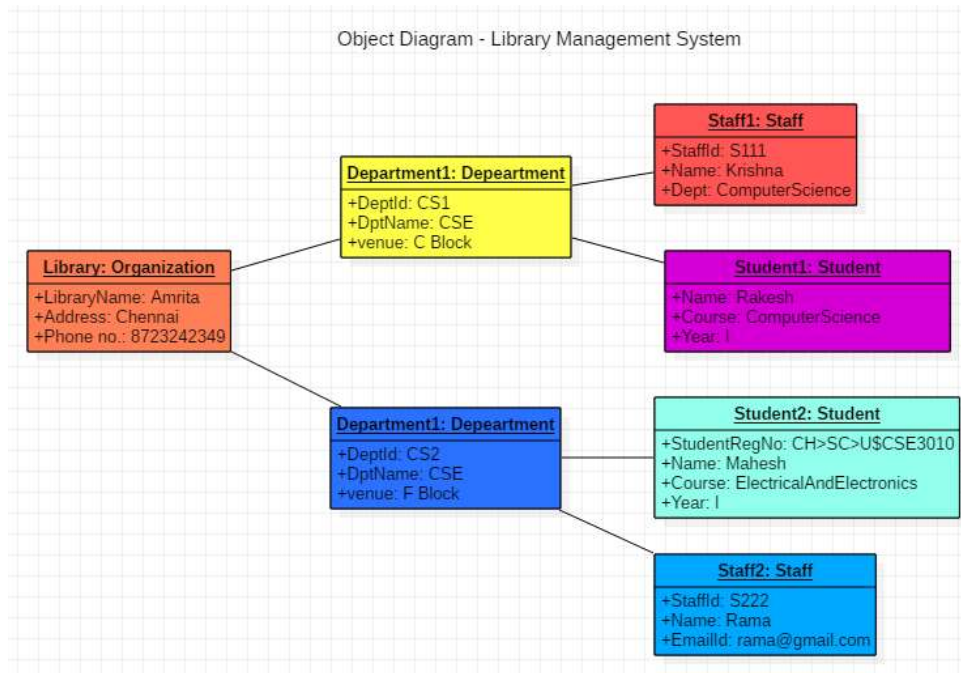 Object Diagram - Library Management System
Staff1: Staff
+StaffId: S111
+Name: Krishna
+Dept: ComputerScience
Department1: Depeartment
+DeptId: CS1
+DptName: CSE
+venue: C Block
Library: Organization
+LibraryName: Amrita
+Address: Chennai
+Phone no.: 8723242349
Student1: Student
+Name: Rakesh
+Course: ComputerScience
+Year: I
Department1: Depeartment
+DeptId: CS2
+DptName: CSE
+venue: F Block
Student2: Student
+StudentRegNo: CH>SC>U$CSE3010
+Name: Mahesh
+Course: ElectricalAndElectronics
+Year: I
Staff2: Staff
+StaffId: S222
+Name: Rama
+EmailId: rama@gmail.com